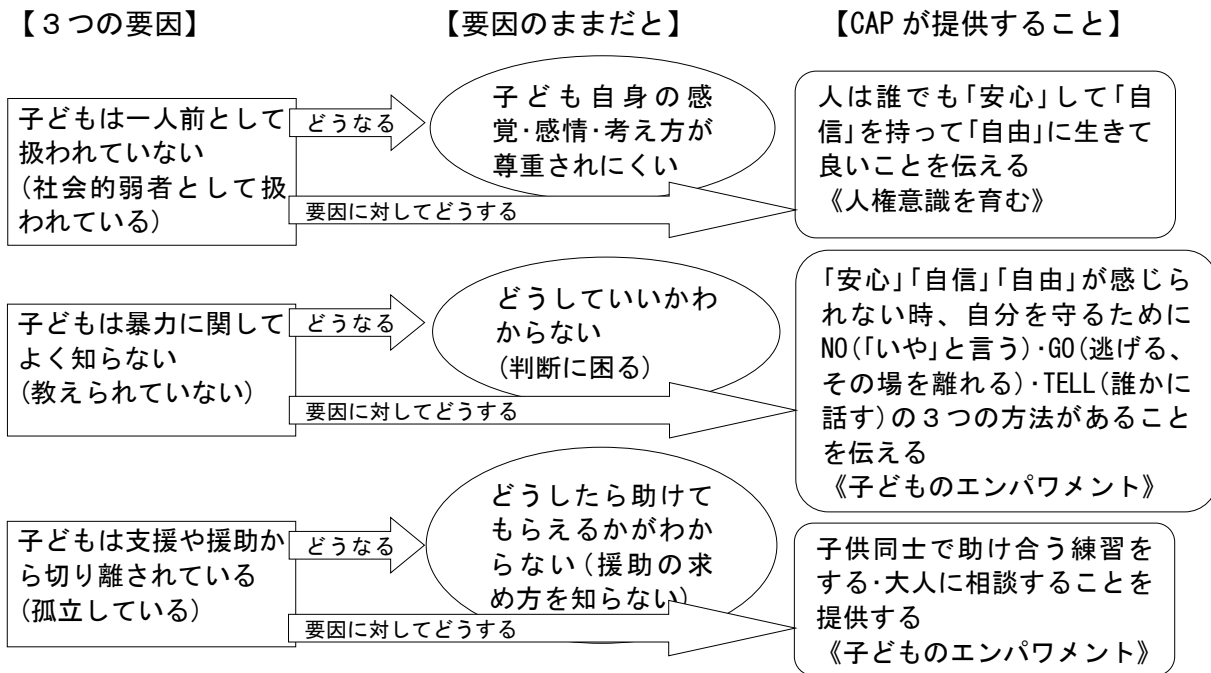 【３つの要因】
【要因のままだと】
【CAPが提供すること】
子どもは一人前として
扱われていない
(社会的弱者として扱
われている)
どうなる
子ども自身の感
覚･感情･考え方が
尊重されにくい
要因に対してどうする
人は誰でも｢安心｣して｢自
信｣を持って｢自由｣に生きて
良いことを伝える
《人権意識を育む》
子どもは暴力に関して
よく知らない
(教えられていない)
どうなる
どうしていいかわ
からない
(判断に困る)
要因に対してどうする
｢安心｣｢自信｣｢自由｣が感じら
れない時、自分を守るために
NO(｢いや｣と言う)･GO(逃げる、
その場を離れる)･TELL(誰かに
話す)の３つの方法があること
を伝える
《子どものエンパワメント》
子どもは支援や援助か
ら切り離されている
(孤立している)
どうなる
どうしたら助けて
もらえるかがわか
らない(援助の求
め方を知らない)
要因に対してどうする
子供同士で助け合う練習を
する･大人に相談することを
提供する
《子どものエンパワメント》